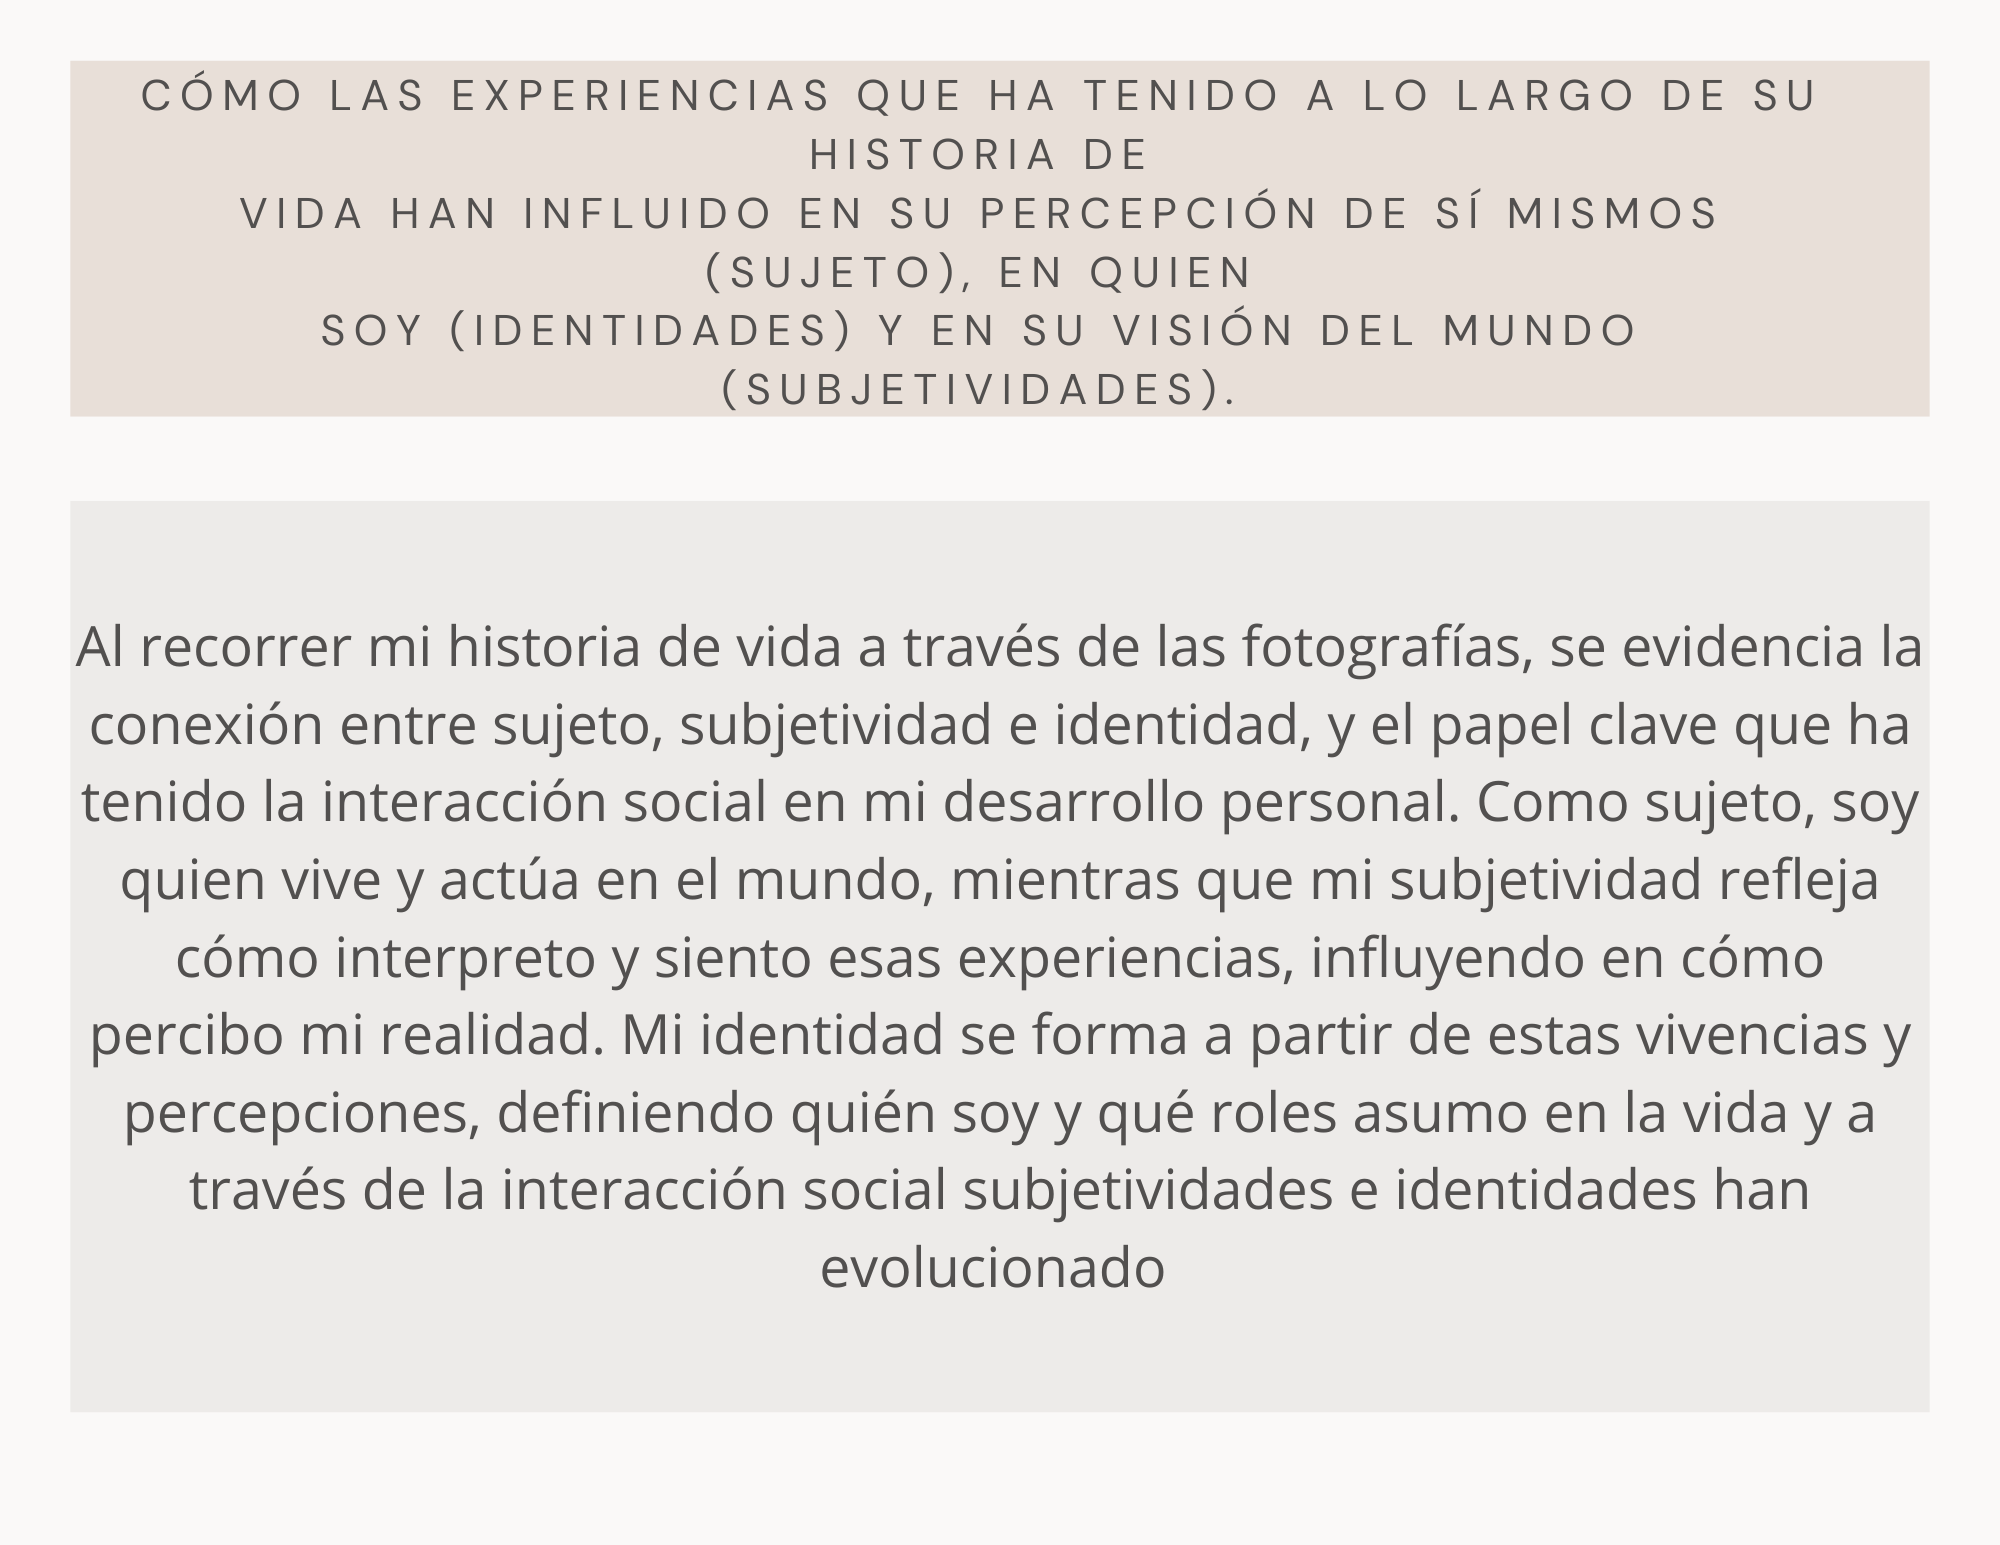 CÓMO LAS EXPERIENCIAS QUE HA TENIDO A LO LARGO DE SU
HISTORIA DE
VIDA HAN INFLUIDO EN SU PERCEPCIÓN DE SÍ MISMOS
(SUJETO), EN QUIEN
SOY (IDENTIDADES) Y EN SU VISIÓN DEL MUNDO
(SUBJETIVIDADES).
Al recorrer mi historia de vida a través de las fotografías, se evidencia la
conexión entre sujeto, subjetividad e identidad, y el papel clave que ha
tenido la interacción social en mi desarrollo personal. Como sujeto, soy
quien vive y actúa en el mundo, mientras que mi subjetividad refleja
cómo interpreto y siento esas experiencias, influyendo en cómo
percibo mi realidad. Mi identidad se forma a partir de estas vivencias y
percepciones, definiendo quién soy y qué roles asumo en la vida y a
través de la interacción social subjetividades e identidades han
evolucionado